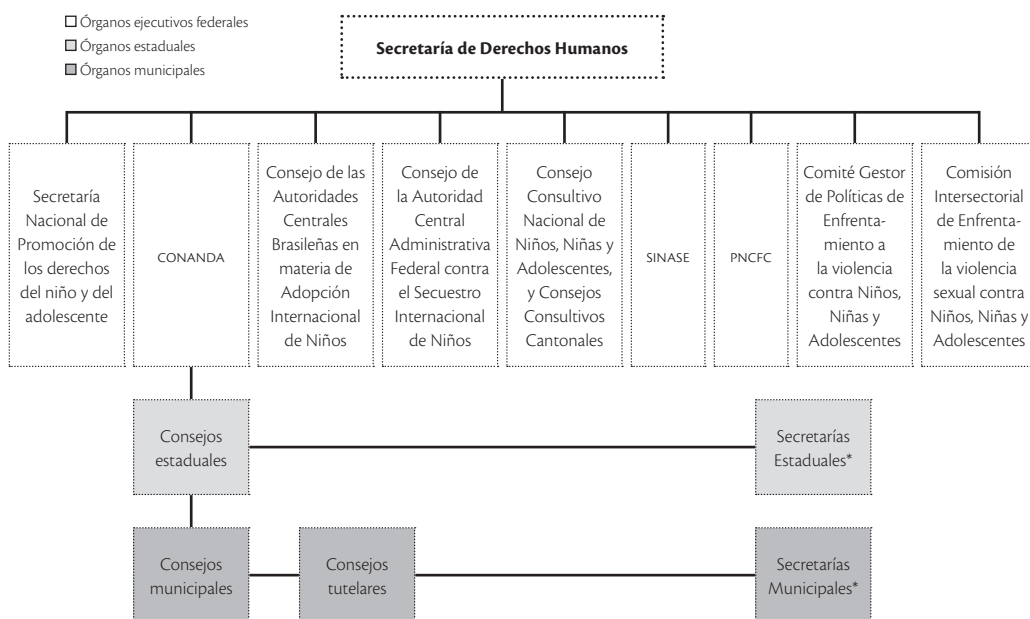 Órganos ejecutivos federales
Órganos estaduales
Órganos municipales
Secretaría de Derechos Humanos
Secretaría
Nacional de
Promoción de
los derechos
del niño y del
adolescente
CONANDA
Consejo de las
Autoridades
Centrales
Brasileñas en
materia de
Adopción
Internacional
de Niños
Consejo de
la Autoridad
Central
Administrativa
Federal contra
el Secuestro
Internacional
de Niños
Consejo
Consultivo
Nacional de
Niños, Niñas y
Adolescentes,
y Consejos
Consultivos
Cantonales
SINASE
PNCFC
Comité Gestor
de Políticas de
Enfrenta-
miento a
la violencia
contra Niños,
Niñas y
Adolescentes
Comisión
Intersectorial
de Enfrenta-
miento de
la violencia
sexual contra
Niños, Niñas y
Adolescentes
Consejos
estaduales
Secretarías
Estaduales*
Consejos
municipales
Consejos
tutelares
Secretarías
Municipales*